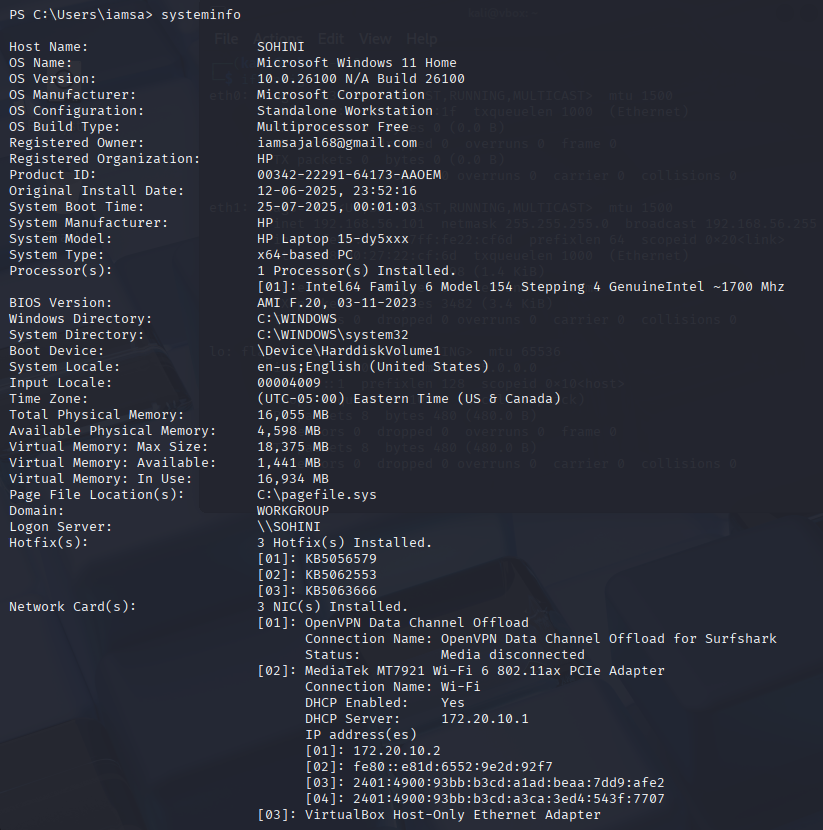 PS C:\Users\iamsa> systeminfo
File Actions Edit View Help
Host Name: SOHINI
OS Name: Microsoft Windows 11 Home
OS Version: 10.0.26100 N/A Build 26100
OS Manufacturer: Microsoft Corporation
OS Configuration: Standalone Workstation
OS Build Type: Multiprocessor Free
Registered Owner: iamsajal68@gmail.com
Registered Organization: HP
Product ID: 00342-22291-64173-AAOEM
Original Install Date: 12-06-2025, 23:52:16
System Boot Time: 25-07-2025, 00:01:03
System Manufacturer: HP
System Model: HP Laptop 15-dy5xxx
System Type: x64-based PC
Processor(s): 1 Processor(s) Installed.
[01]: Intel64 Family 6 Model 154 Stepping 4 GenuineIntel ~1700 Mhz
BIOS Version: AMI F.20, 03-11-2023
Windows Directory: C:\WINDOWS
System Directory: C:\WINDOWS\system32
Boot Device: \Device\HarddiskVolume1
System Locale: en-us;English (United States)
Input Locale: 00004009
Time Zone: (UTC-05:00) Eastern Time (US & Canada)
Total Physical Memory: 16,055 MB
Available Physical Memory: 4,598 MB
Virtual Memory: Max Size: 18,375 MB
Virtual Memory: Available: 1,441 MB
Virtual Memory: In Use: 16,934 MB
Page File Location(s): C:\pagefile.sys
Domain: WORKGROUP
Logon Server: \\SOHINI
Hotfix(s): 3 Hotfix(s) Installed.
[01]: KB5056579
[02]: KB5062553
[03]: KB5063666
Network Card(s): 3 NIC(s) Installed.
[01]: OpenVPN Data Channel Offload
Connection Name: OpenVPN Data Channel Offload for Surfshark
Status: Media disconnected
[02]: MediaTek MT7921 Wi-Fi 6 802.11ax PCIe Adapter
Connection Name: Wi-Fi
DHCP Enabled: Yes
DHCP Server: 172.20.10.1
IP address(es)
[01]: 172.20.10.2
[02]: fe80::e81d:6552:9e2d:92f7
[03]: 2401:4900:93bb:b3cd:a1ad:beaa:7dd9:afe2
[04]: 2401:4900:93bb:b3cd:a3ca:3ed4:543f:7707
[03]: VirtualBox Host-Only Ethernet Adapter